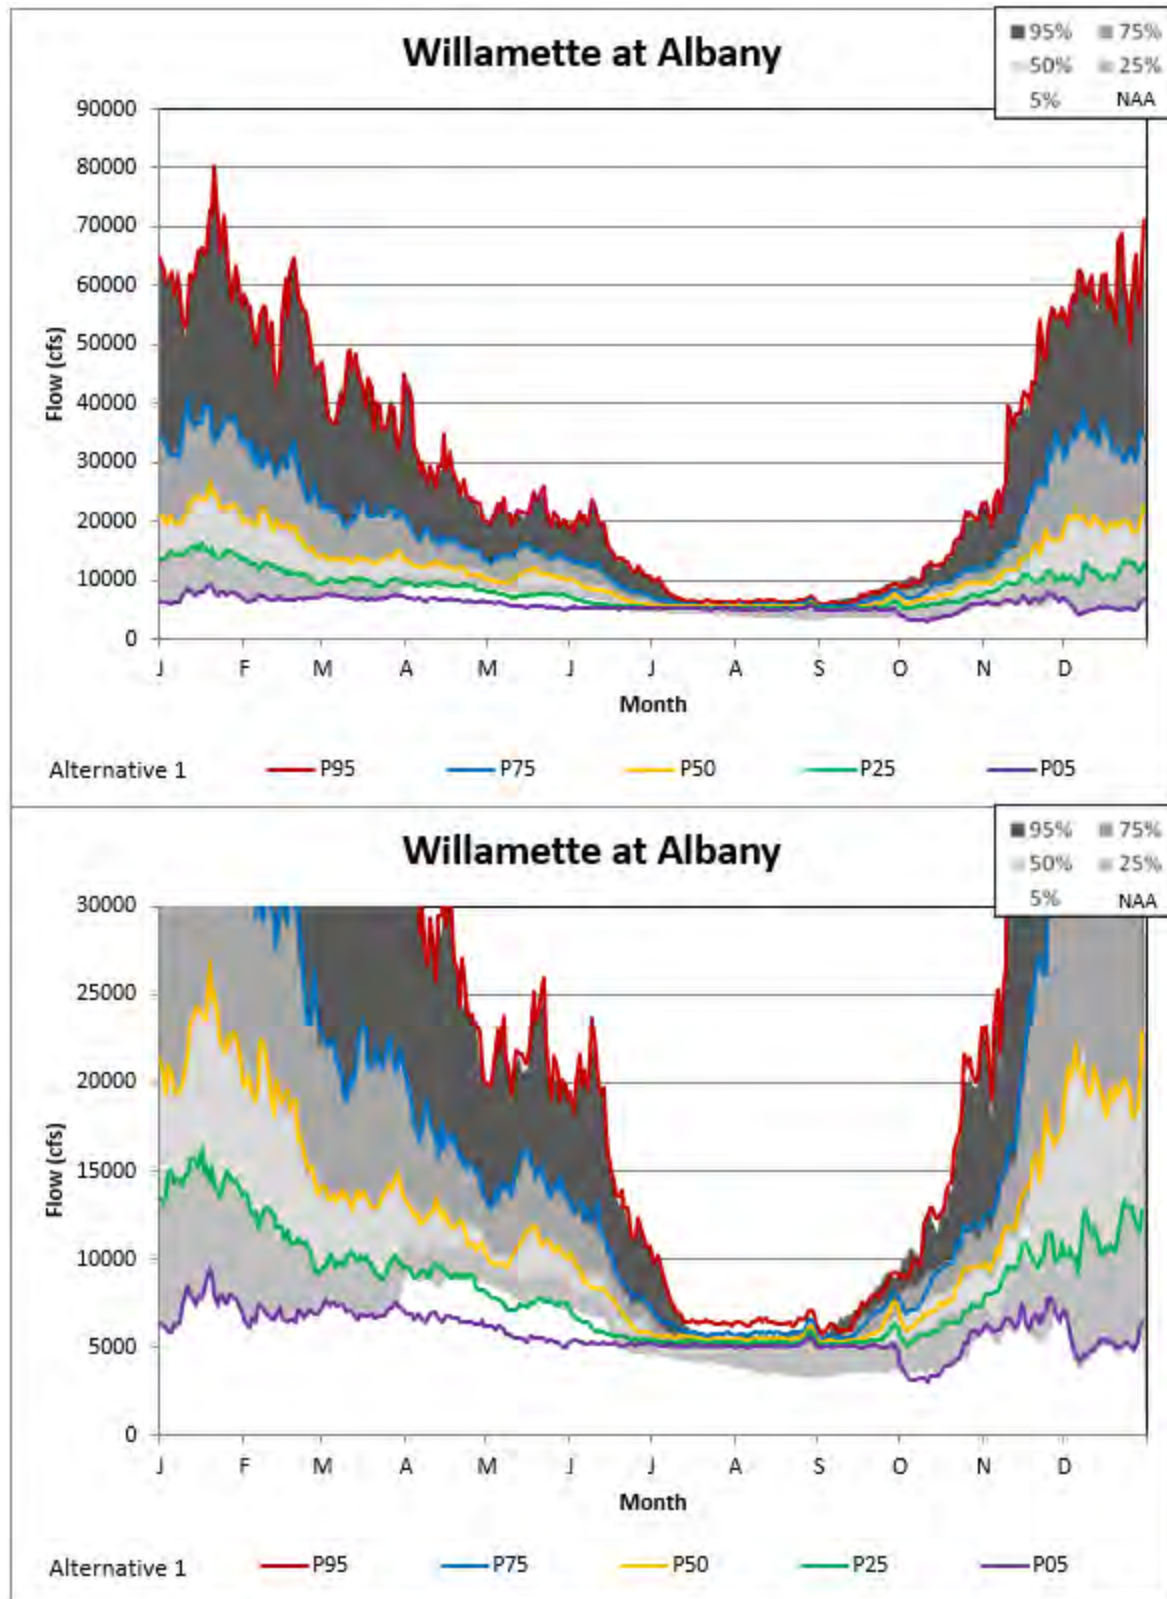 Willamette at Albany
95% 75%
50% 25%
5% NAA
90000
80000
70000
60000
50000
40000
30000
20000
10000
0
Flow (cfs)
J F M A M J J A S O N D
Month
Alternative 1 P95 P75 P50 P25 P05
Willamette at Albany
95% 75%
50% 25%
5% NAA
30000
25000
20000
15000
10000
5000
0
Flow (cfs)
J F M A M J J A S O N D
Month
Alternative 1 P95 P75 P50 P25 P05